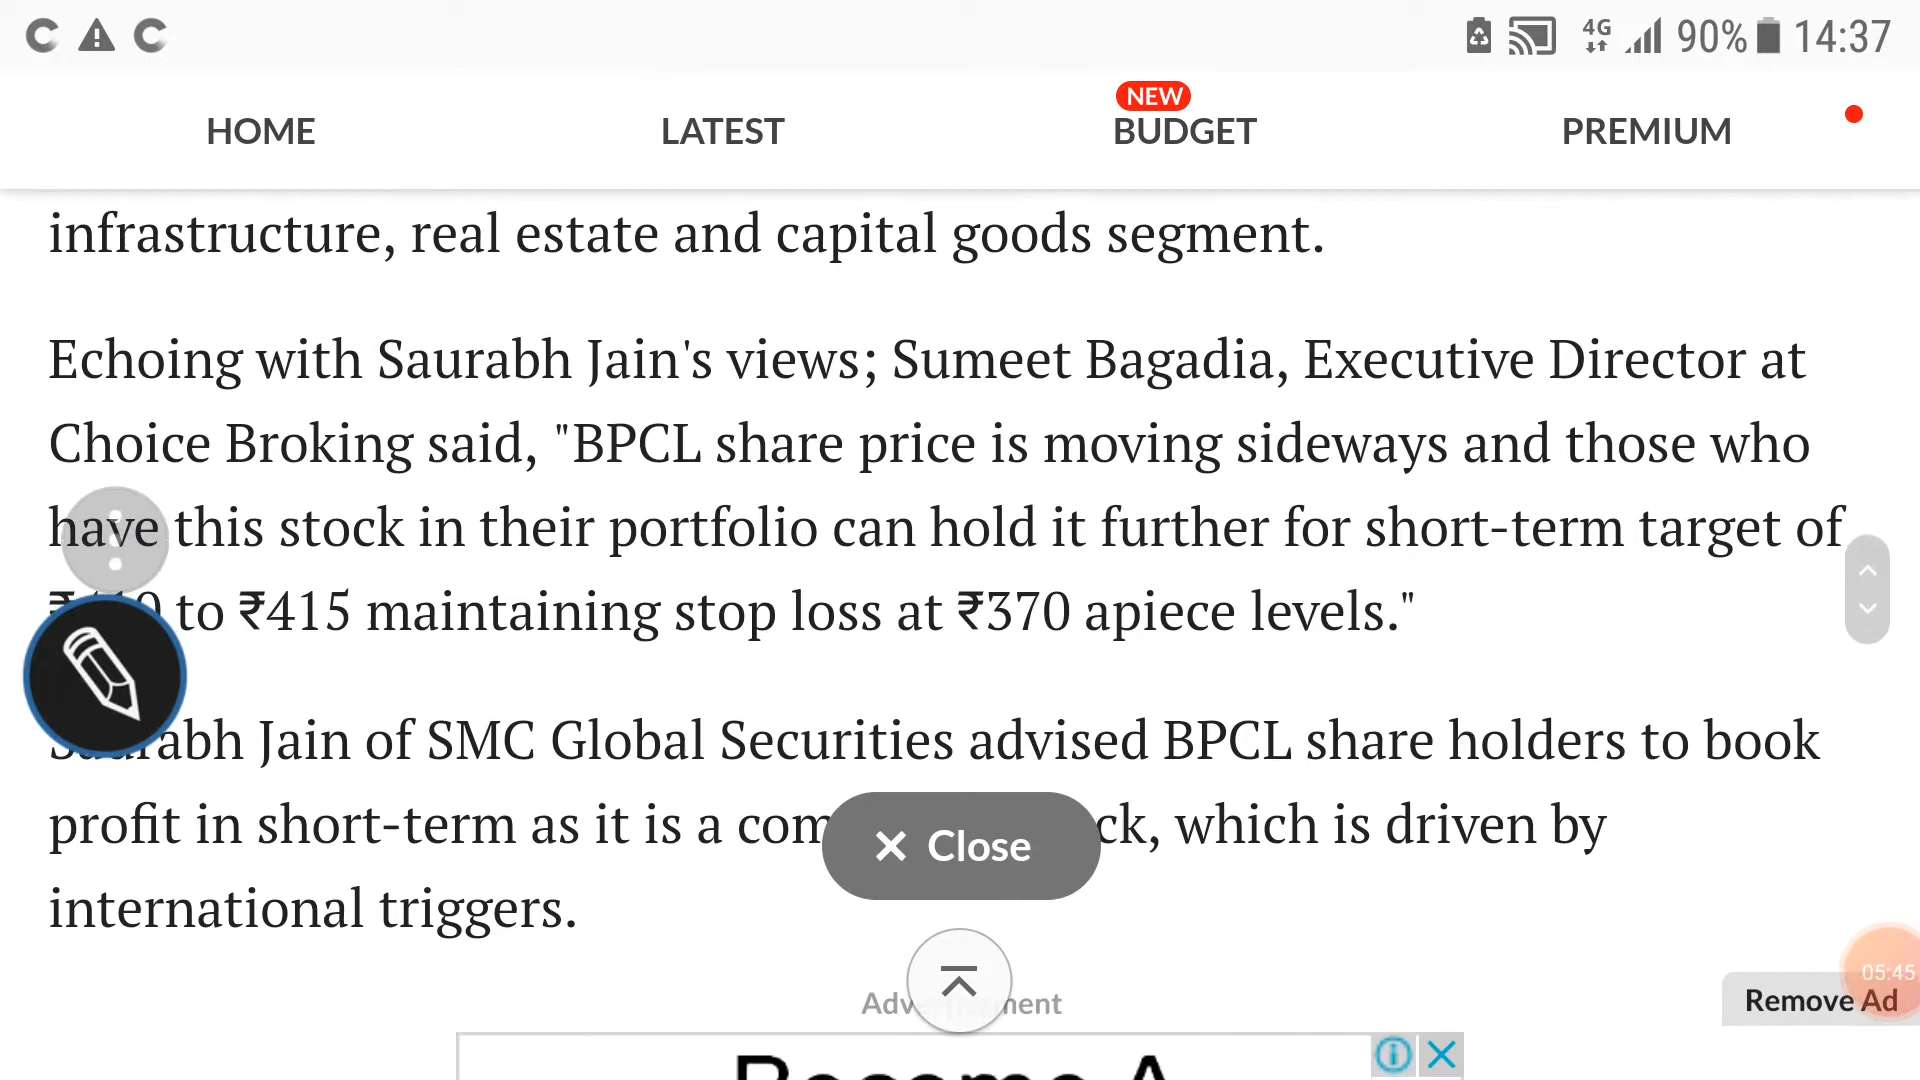 4G 90% 14:37
HOME LATEST NEW BUDGET PREMIUM
infrastructure, real estate and capital goods segment.
Echoing with Saurabh Jain's views; Sumeet Bagadia, Executive Director at
Choice Broking said, "BPCL share price is moving sideways and those who
have this stock in their portfolio can hold it further for short-term target of
to ₹415 maintaining stop loss at ₹370 apiece levels."
Saurabh Jain of SMC Global Securities advised BPCL share holders to book
profit in short-term as it is a which is driven by
× Close
international triggers.
05:45
Advertisement
Remove Ad
Become A